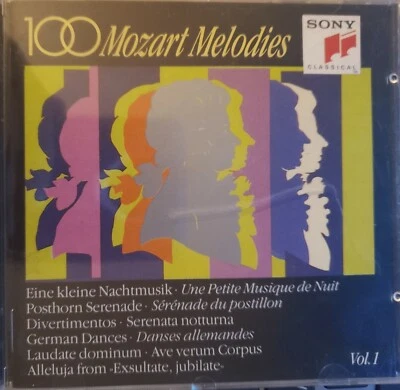 100 Mozart Melodies
SONY
CLASSICAL
Eine kleine Nachtmusik · Une Petite Musique de Nuit
Posthorn Serenade · Sérénade du postillon
Divertimentos · Serenata notturna
German Dances · Danses allemandes
Laudate dominum · Ave verum Corpus
Alleluja from «Exsultate, jubilate»
Vol. 1